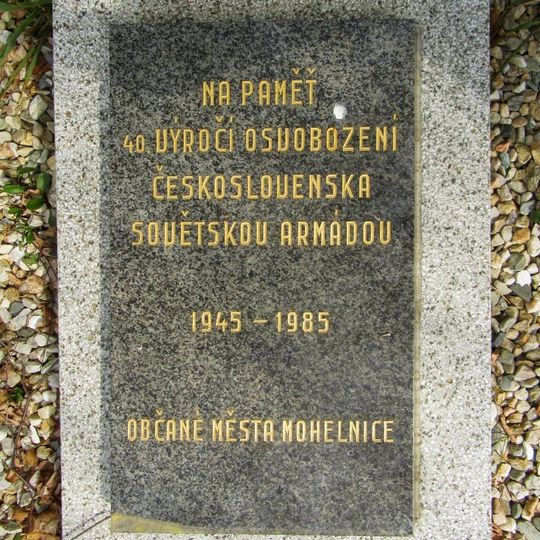 NA PAMĚŤ
40. VÝROČÍ OSVOBOZENÍ
ČESKOSLOVENSKA
SOVĚTSKOU ARMÁDOU
1945 – 1985
OBČANÉ MĚSTA MOHELNICE